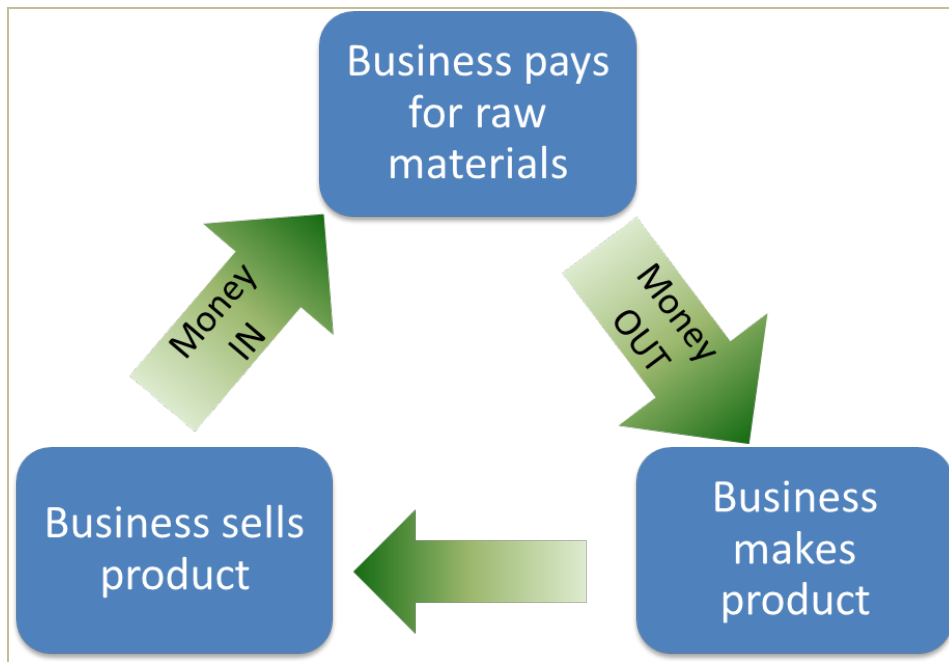 Business pays
for raw
materials
Money
IN
Money
OUT
Business sells
product
Business
makes
product